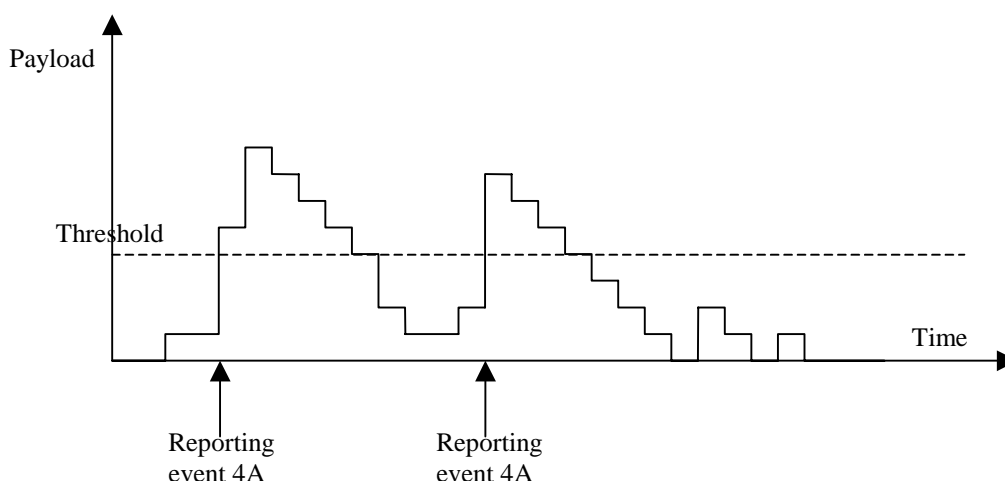 Payload
Threshold
Time
Reporting
event 4A
Reporting
event 4A